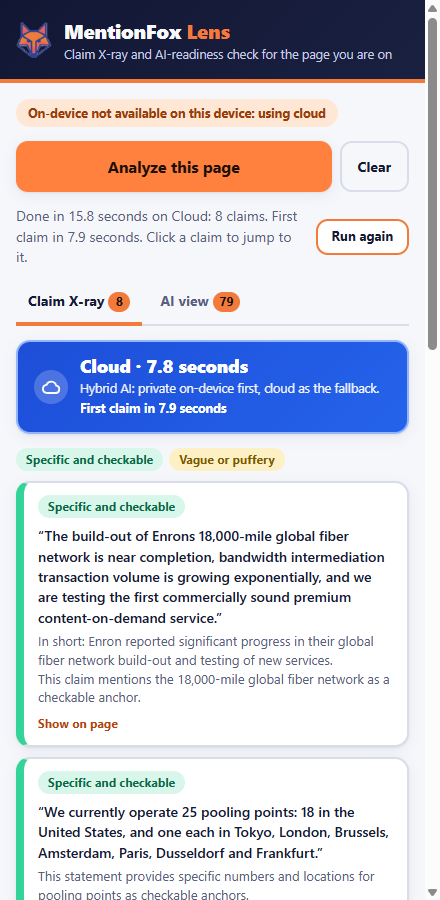 MentionFox Lens
Claim X-ray and AI-readiness check for the page you are on
On-device not available on this device: using cloud
Analyze this page
Clear
Done in 15.8 seconds on Cloud: 8 claims. First
claim in 7.9 seconds. Click a claim to jump to
it.
Run again
Claim X-ray 8
AI view 79
Cloud · 7.8 seconds
Hybrid AI: private on-device first, cloud as the fallback.
First claim in 7.9 seconds
Specific and checkable
Vague or puffery
Specific and checkable
“The build-out of Enrons 18,000-mile global fiber
network is near completion, bandwidth intermediation
transaction volume is growing exponentially, and we
are testing the first commercially sound premium
content-on-demand service.”
In short: Enron reported significant progress in their global
fiber network build-out and testing of new services.
This claim mentions the 18,000-mile global fiber network as a
checkable anchor.
Show on page
Specific and checkable
“We currently operate 25 pooling points: 18 in the
United States, and one each in Tokyo, London, Brussels,
Amsterdam, Paris, Dusseldorf and Frankfurt.”
This statement provides specific numbers and locations for
pooling points as checkable anchors.